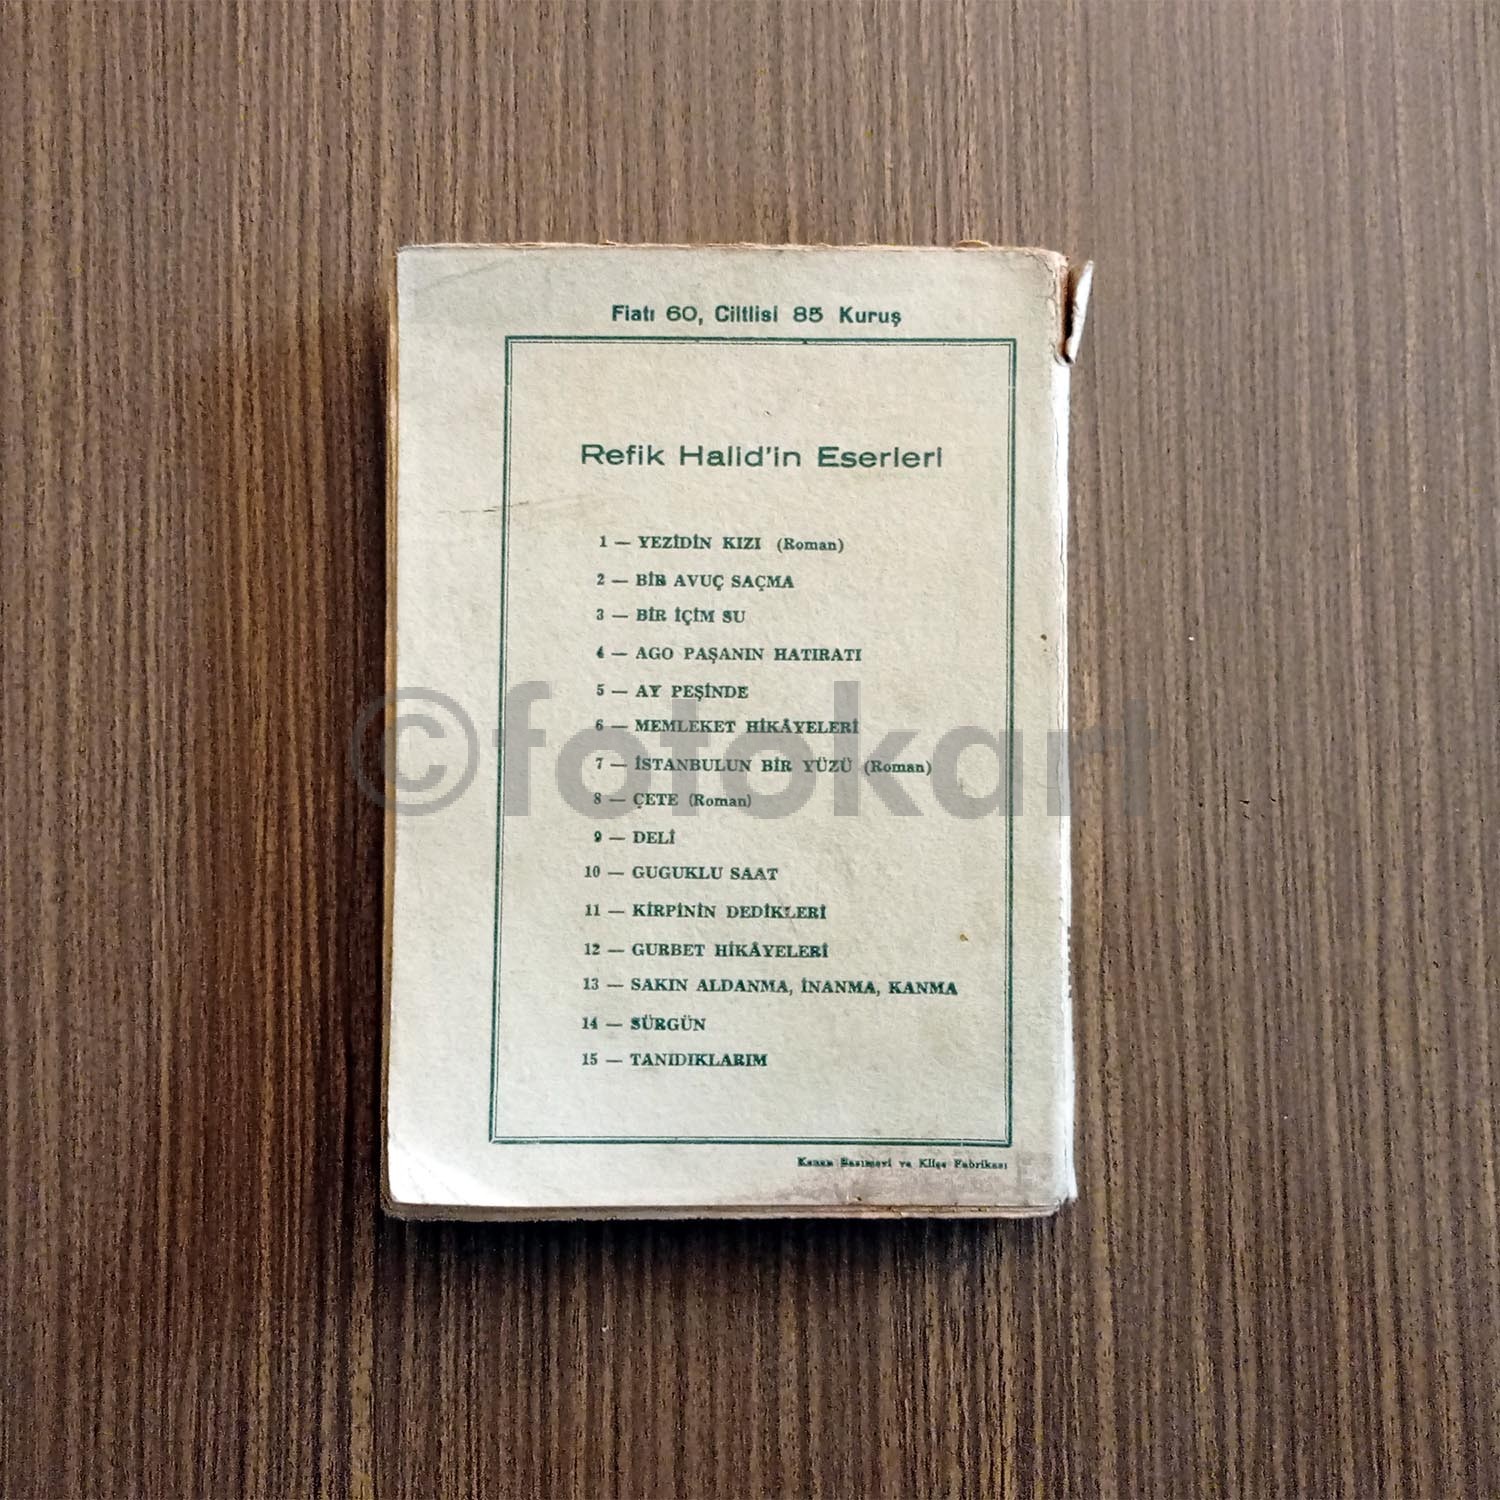 Fiatı 60, Ciltlisi 85 Kuruş
Refik Halid'in Eserleri
1 — YEZİDİN KIZI (Roman)
2 — BİR AVUÇ SAÇMA
3 — BİR İÇİM SU
4 — AGO PAŞANIN HATIRATI
5 — AY PEŞİNDE
6 — MEMLEKET HİKÂYELERİ
7 — İSTANBULUN BİR YÜZÜ (Roman)
8 — ÇETE (Roman)
9 — DELİ
10 — GUGUKLU SAAT
11 — KİRPİNİN DEDİKLERİ
12 — GURBET HİKÂYELERİ
13 — SAKIN ALDANMA, İNANMA, KANMA
14 — SÜRGÜN
15 — TANIDIKLARIM
Kenan Basımevi ve Klişe Fabrikası
©fotokart